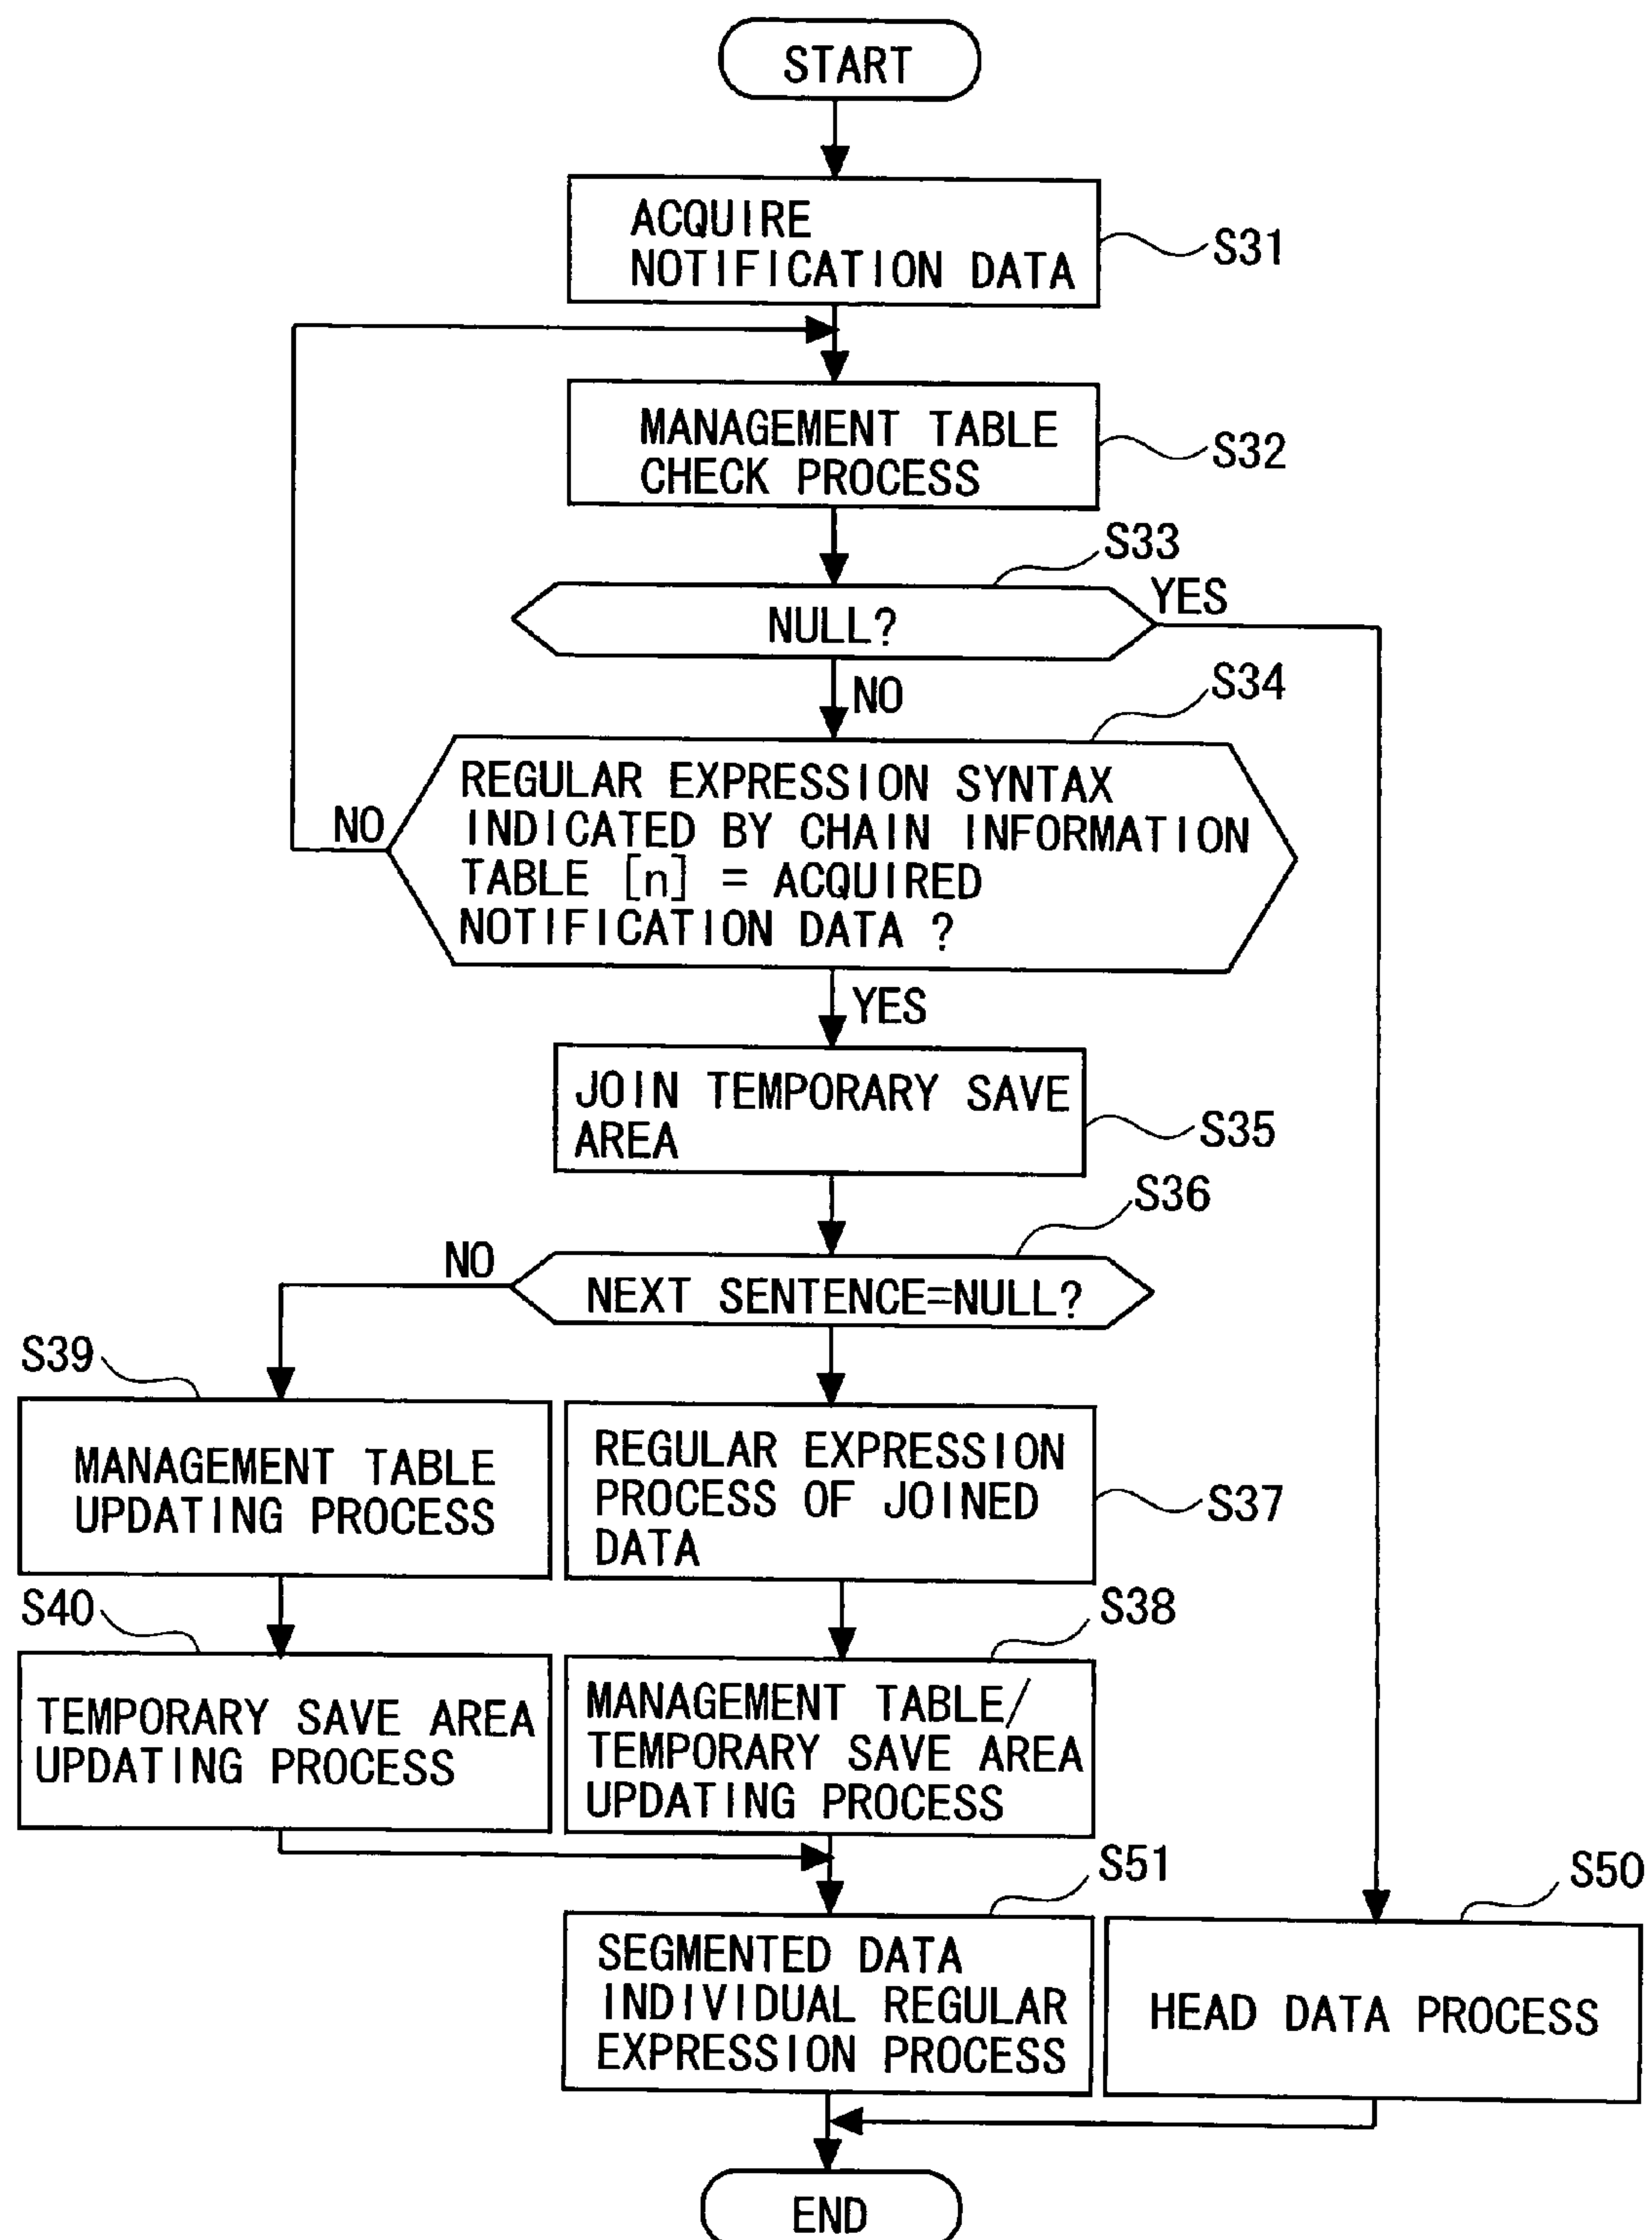 START
ACQUIRE
NOTIFICATION DATA
S31
MANAGEMENT TABLE
CHECK PROCESS
S32
S33
NULL?
YES
NO
S34
REGULAR EXPRESSION SYNTAX
INDICATED BY CHAIN INFORMATION
TABLE [n] = ACQUIRED
NOTIFICATION DATA ?
NO
YES
JOIN TEMPORARY SAVE
AREA
S35
S36
NO
NEXT SENTENCE=NULL?
S39
MANAGEMENT TABLE
UPDATING PROCESS
REGULAR EXPRESSION
PROCESS OF JOINED
DATA
S37
S40
S38
TEMPORARY SAVE AREA
UPDATING PROCESS
MANAGEMENT TABLE/
TEMPORARY SAVE AREA
UPDATING PROCESS
S51
S50
SEGMENTED DATA
INDIVIDUAL REGULAR
EXPRESSION PROCESS
HEAD DATA PROCESS
END